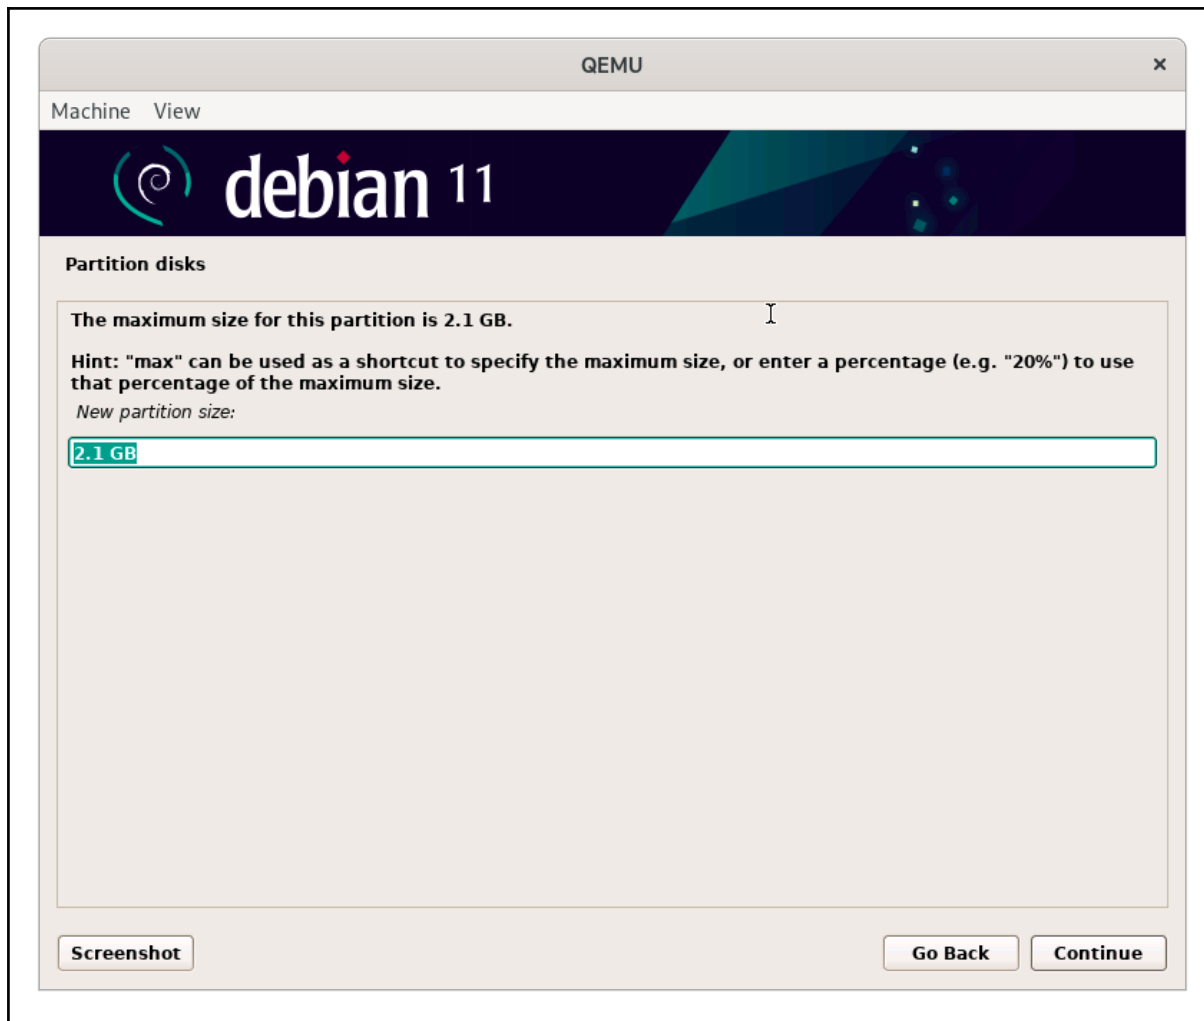 QEMU
×
Machine View
debian 11
Partition disks
The maximum size for this partition is 2.1 GB.
Hint: "max" can be used as a shortcut to specify the maximum size, or enter a percentage (e.g. "20%") to use
that percentage of the maximum size.
New partition size:
2.1 GB
Screenshot Go Back Continue